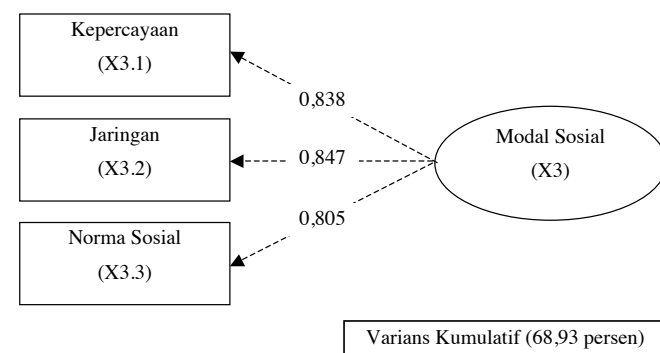 Kepercayaan
(X3.1)
0,838
Jaringan
(X3.2)
0,847
Modal Sosial
(X3)
0,805
Norma Sosial
(X3.3)
Varians Kumulatif (68,93 persen)